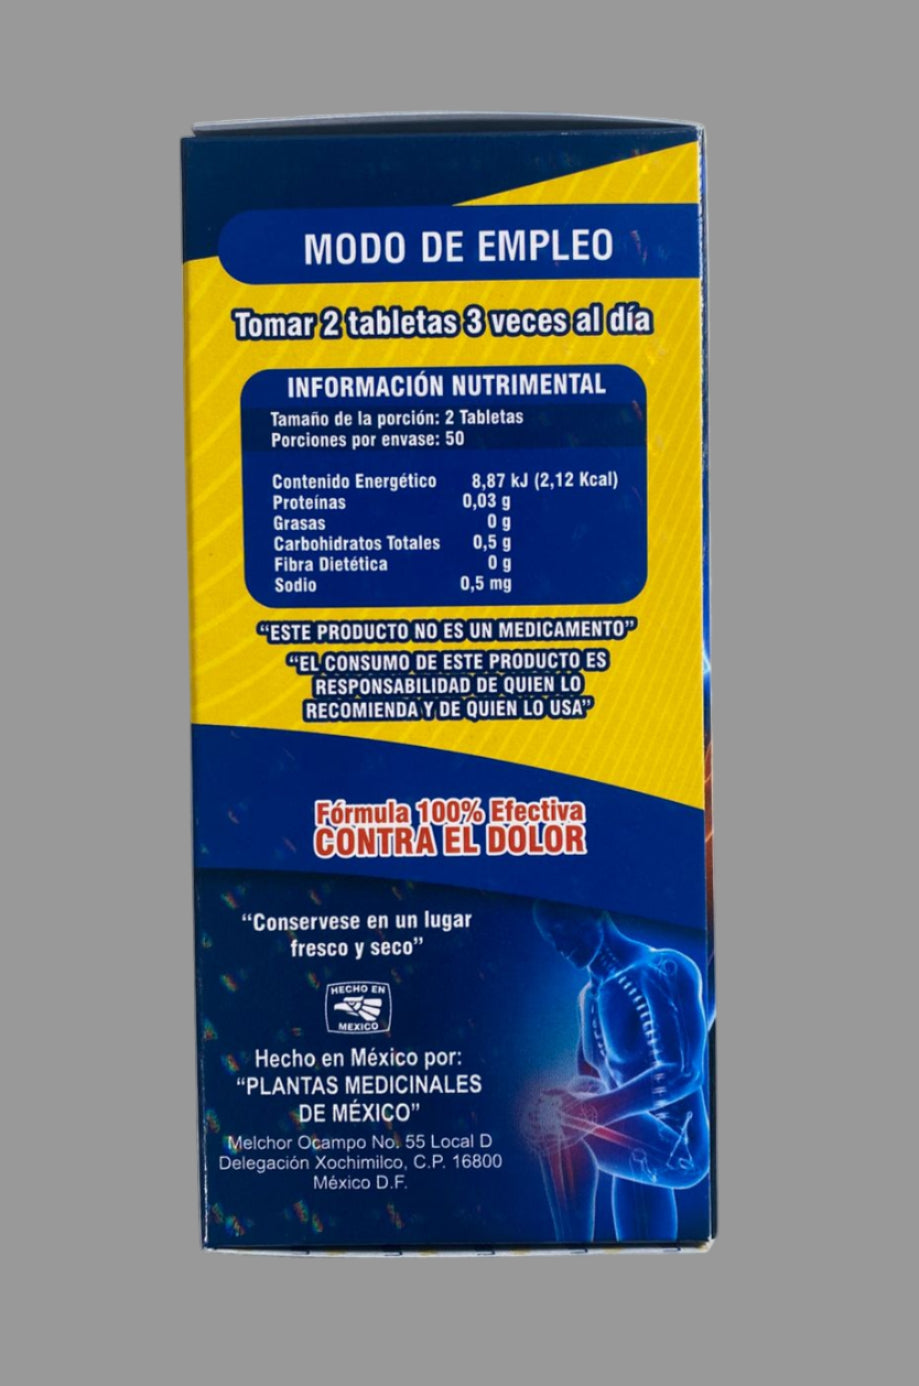 MODO DE EMPLEO
Tomar 2 tabletas 3 veces al día
INFORMACIÓN NUTRIMENTAL
Tamaño de la porción: 2 Tabletas
Porciones por envase: 50
Contenido Energético 8,87 kJ (2,12 Kcal)
Proteínas 0,03 g
Grasas 0 g
Carbohidratos Totales 0,5 g
Fibra Dietética 0 g
Sodio 0,5 mg
“ESTE PRODUCTO NO ES UN MEDICAMENTO”
“EL CONSUMO DE ESTE PRODUCTO ES
RESPONSABILIDAD DE QUIEN LO
RECOMIENDA Y DE QUIEN LO USA”
Fórmula 100% Efectiva
CONTRA EL DOLOR
“Conservese en un lugar
fresco y seco”
HECHO EN
MEXICO
Hecho en México por:
“PLANTAS MEDICINALES
DE MÉXICO”
Melchor Ocampo No. 55 Local D
Delegación Xochimilco, C.P. 16800
México D.F.